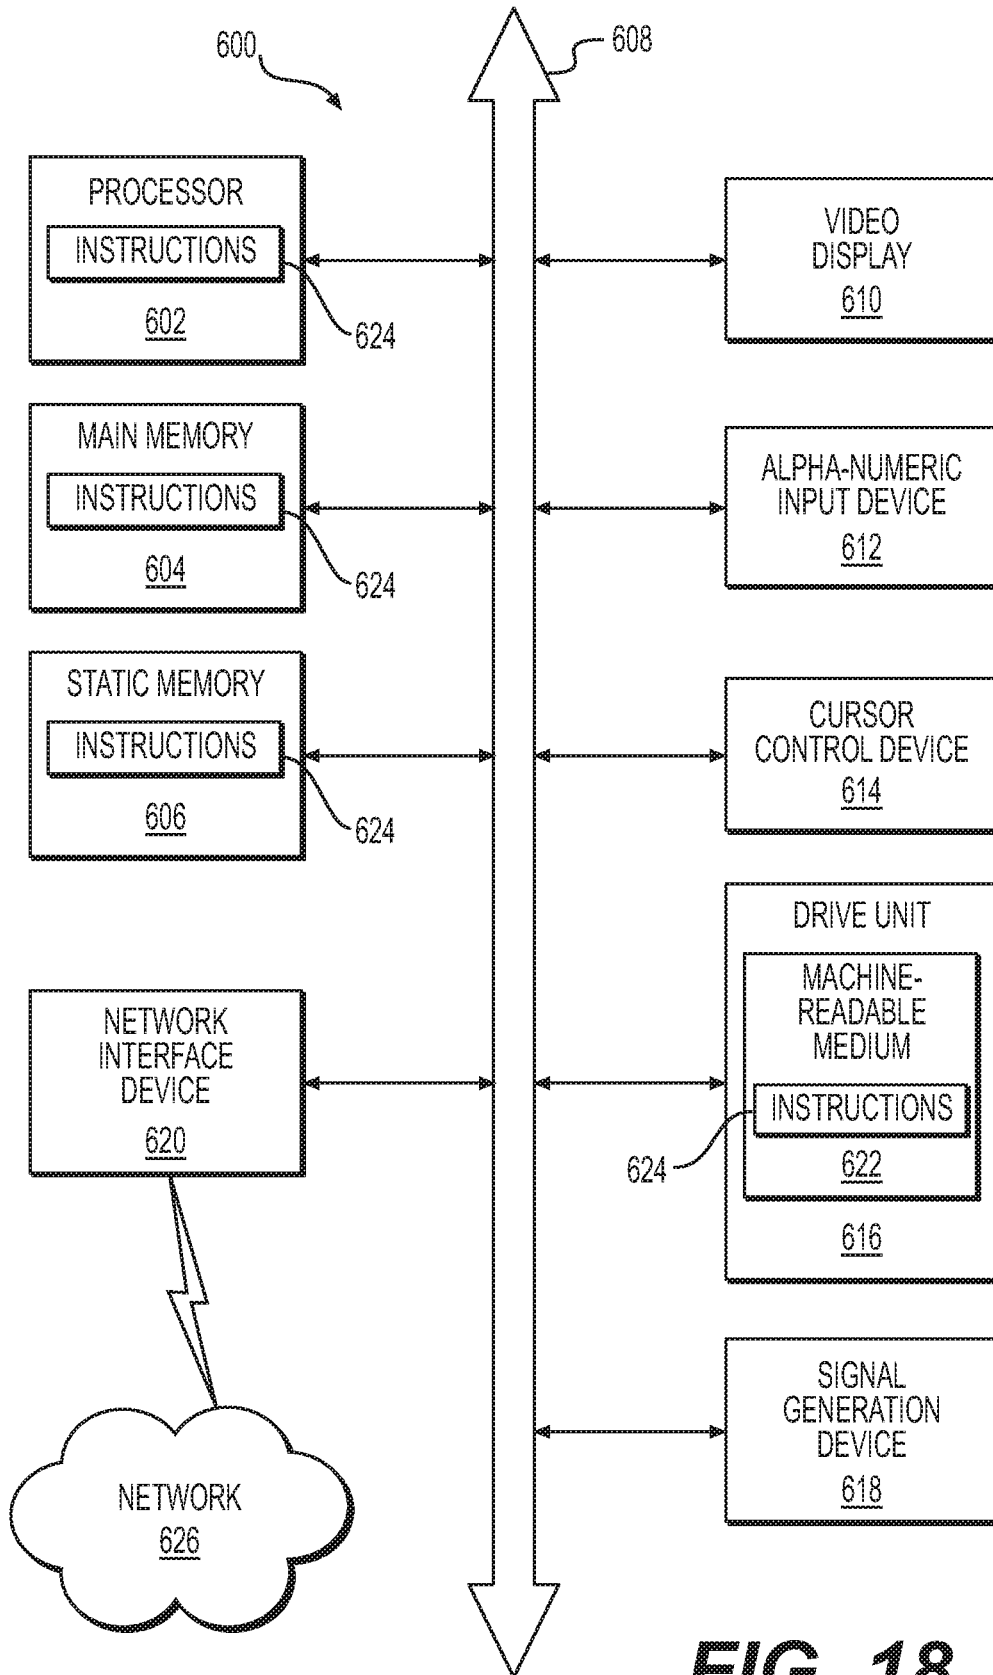 600
608
PROCESSOR
INSTRUCTIONS
602
624
MAIN MEMORY
INSTRUCTIONS
604
624
STATIC MEMORY
INSTRUCTIONS
606
624
NETWORK
INTERFACE
DEVICE
620
NETWORK
626
VIDEO
DISPLAY
610
ALPHA-NUMERIC
INPUT DEVICE
612
CURSOR
CONTROL DEVICE
614
DRIVE UNIT
MACHINE-
READABLE
MEDIUM
INSTRUCTIONS
624
622
616
SIGNAL
GENERATION
DEVICE
618
FIG. 18